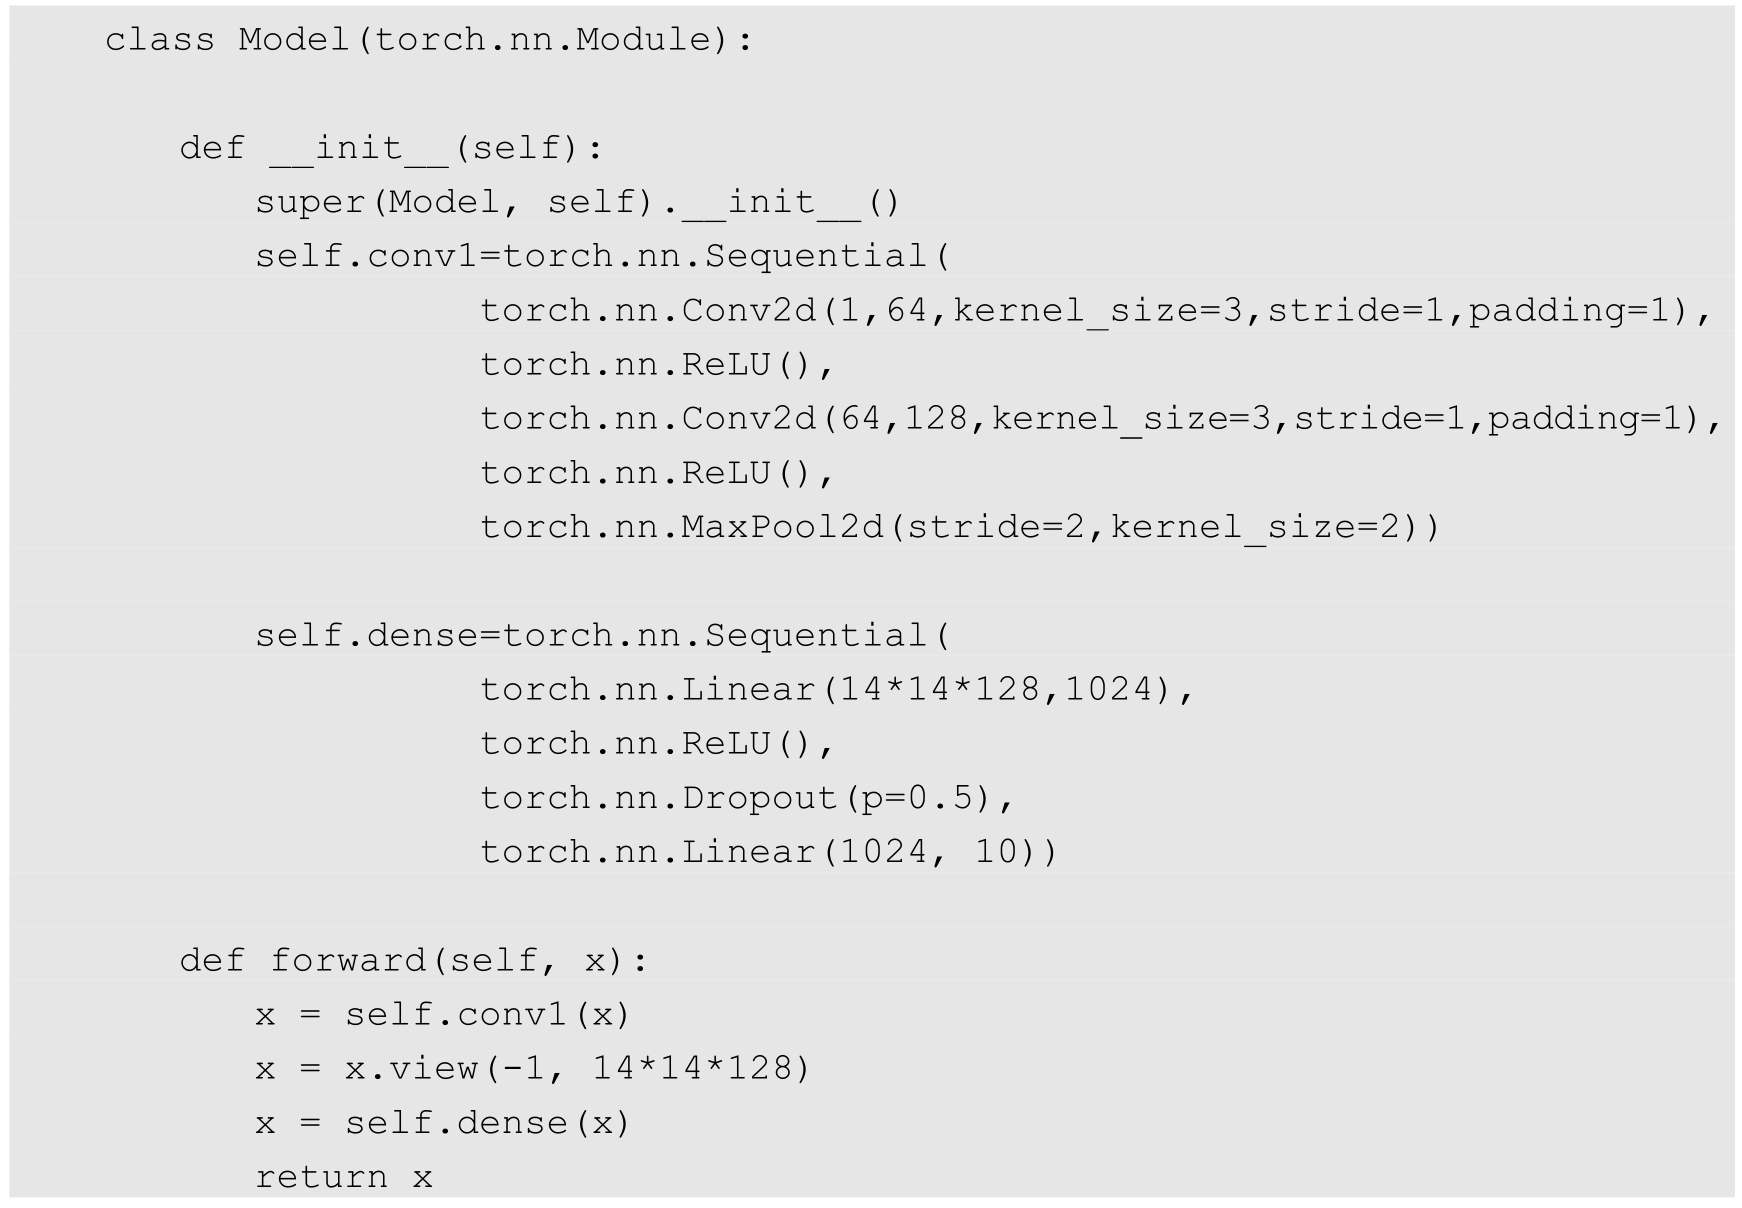 class Model(torch.nn.Module):
def __init__(self):
super(Model, self).__init__()
self.conv1=torch.nn.Sequential(
torch.nn.Conv2d(1,64,kernel_size=3,stride=1,padding=1),
torch.nn.ReLU(),
torch.nn.Conv2d(64,128,kernel_size=3,stride=1,padding=1),
torch.nn.ReLU(),
torch.nn.MaxPool2d(stride=2,kernel_size=2))
self.dense=torch.nn.Sequential(
torch.nn.Linear(14*14*128,1024),
torch.nn.ReLU(),
torch.nn.Dropout(p=0.5),
torch.nn.Linear(1024, 10))
def forward(self, x):
x = self.conv1(x)
x = x.view(-1, 14*14*128)
x = self.dense(x)
return x